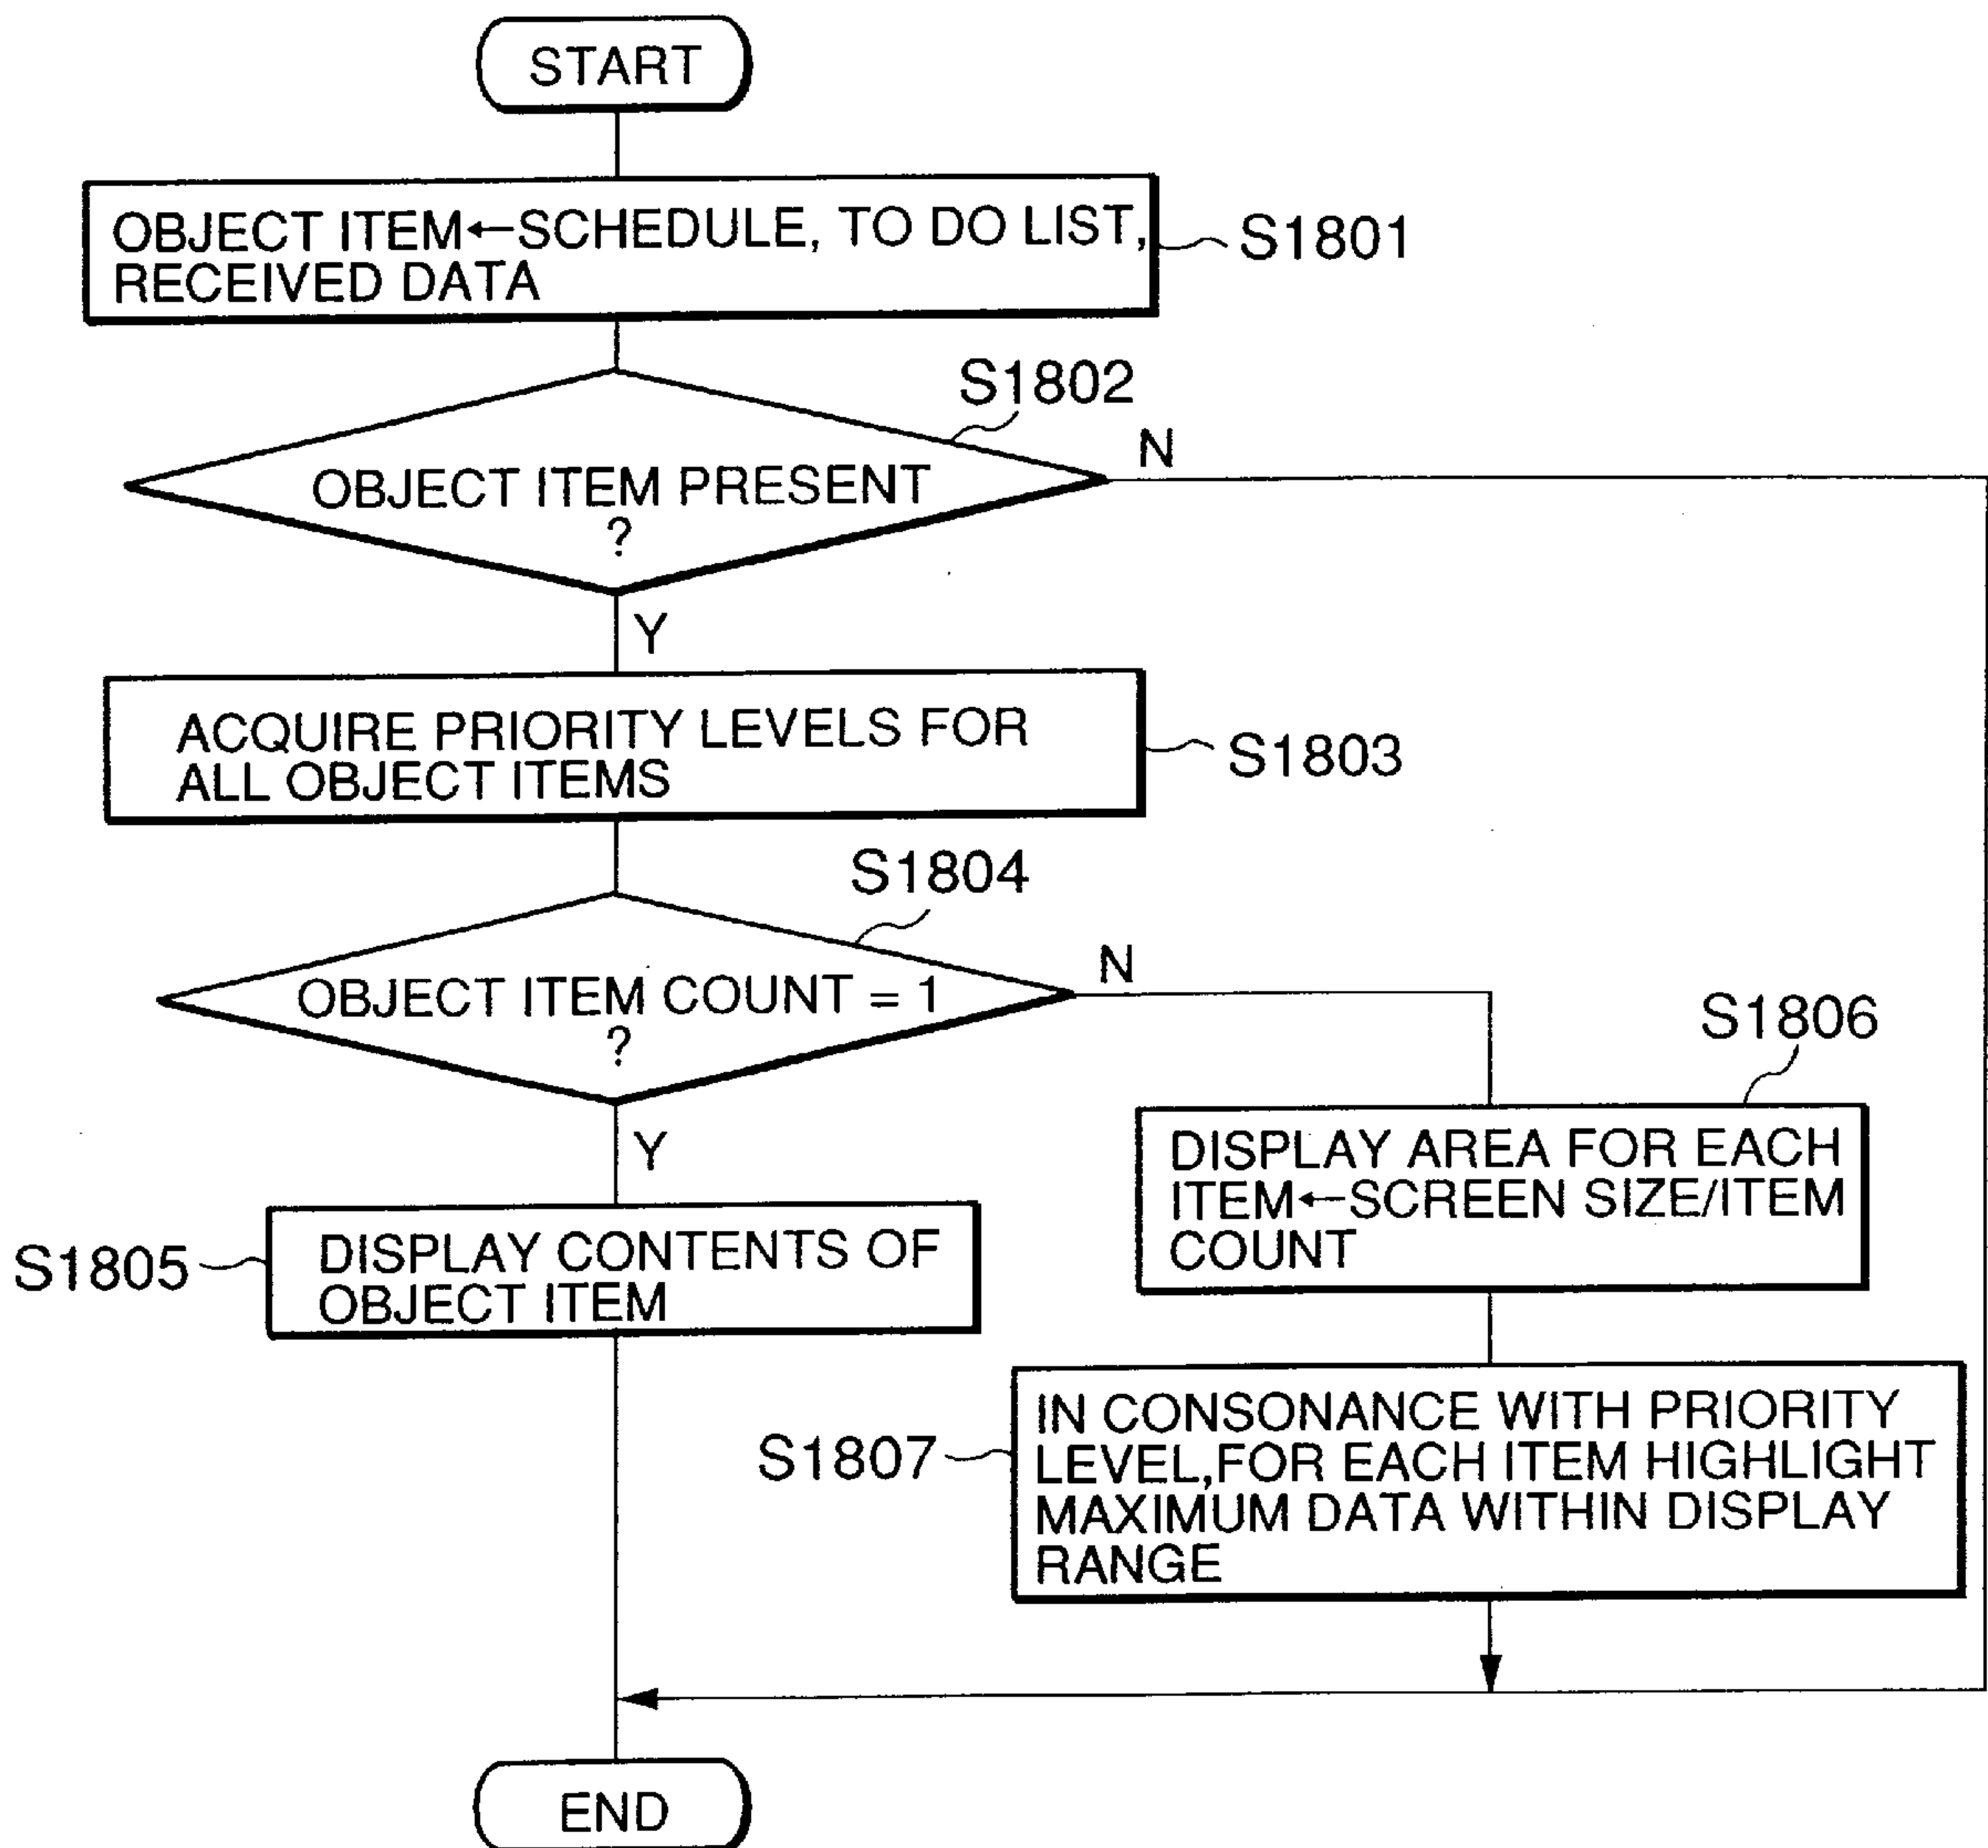 START
OBJECT ITEM←SCHEDULE, TO DO LIST,
RECEIVED DATA
S1801
S1802
N
OBJECT ITEM PRESENT
?
Y
ACQUIRE PRIORITY LEVELS FOR
ALL OBJECT ITEMS
S1803
S1804
N
OBJECT ITEM COUNT = 1
?
Y
S1806
DISPLAY AREA FOR EACH
ITEM←SCREEN SIZE/ITEM
COUNT
S1805
DISPLAY CONTENTS OF
OBJECT ITEM
S1807
IN CONSONANCE WITH PRIORITY
LEVEL,FOR EACH ITEM HIGHLIGHT
MAXIMUM DATA WITHIN DISPLAY
RANGE
END